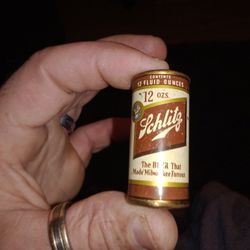 CONTENTS
12 FLUID OUNCES
12 OZS.
Schlitz
The BEER That
Made Milwaukee Famous